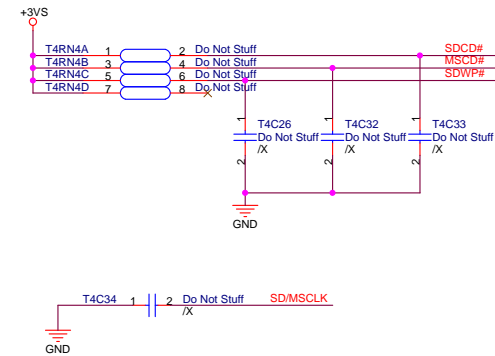 +3VS
T4RN4A 1 2 Do Not Stuff SDCD#
T4RN4B 3 4 Do Not Stuff MSCD#
T4RN4C 5 6 Do Not Stuff SDWP#
T4RN4D 7 8 Do Not Stuff
1 T4C26 1 T4C32 1 T4C33
Do Not Stuff Do Not Stuff Do Not Stuff
2 /X 2 /X 2 /X
GND
T4C34 1 2 Do Not Stuff SD/MSCLK
/X
GND